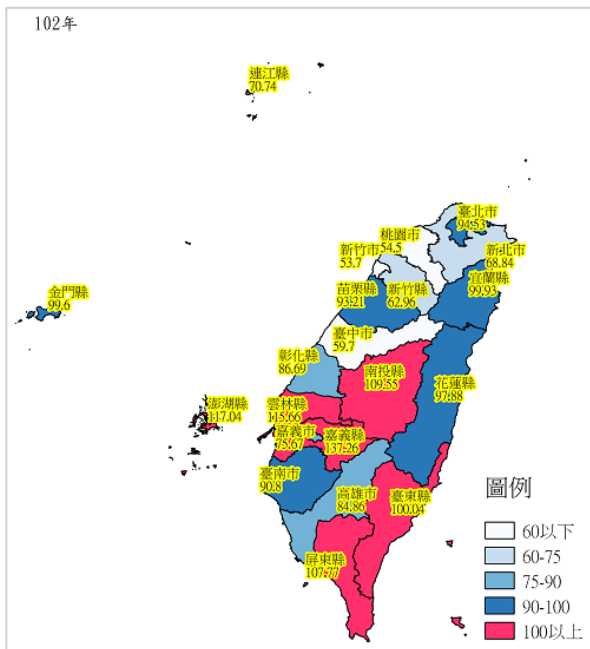 102年
連江縣
70.74
臺北市
94.53
桃園市
54.5
新竹市
53.7
新北市
68.84
宜蘭縣
99.93
苗栗縣
93.21
新竹縣
62.96
金門縣
99.6
臺中市
59.7
彰化縣
86.69
南投縣
109.55
花蓮縣
97.88
澎湖縣
117.04
雲林縣
115.66
嘉義市
75.67
嘉義縣
137.26
臺南市
90.8
高雄市
84.86
臺東縣
100.04
屏東縣
107.77
圖例
60以下
60-75
75-90
90-100
100以上